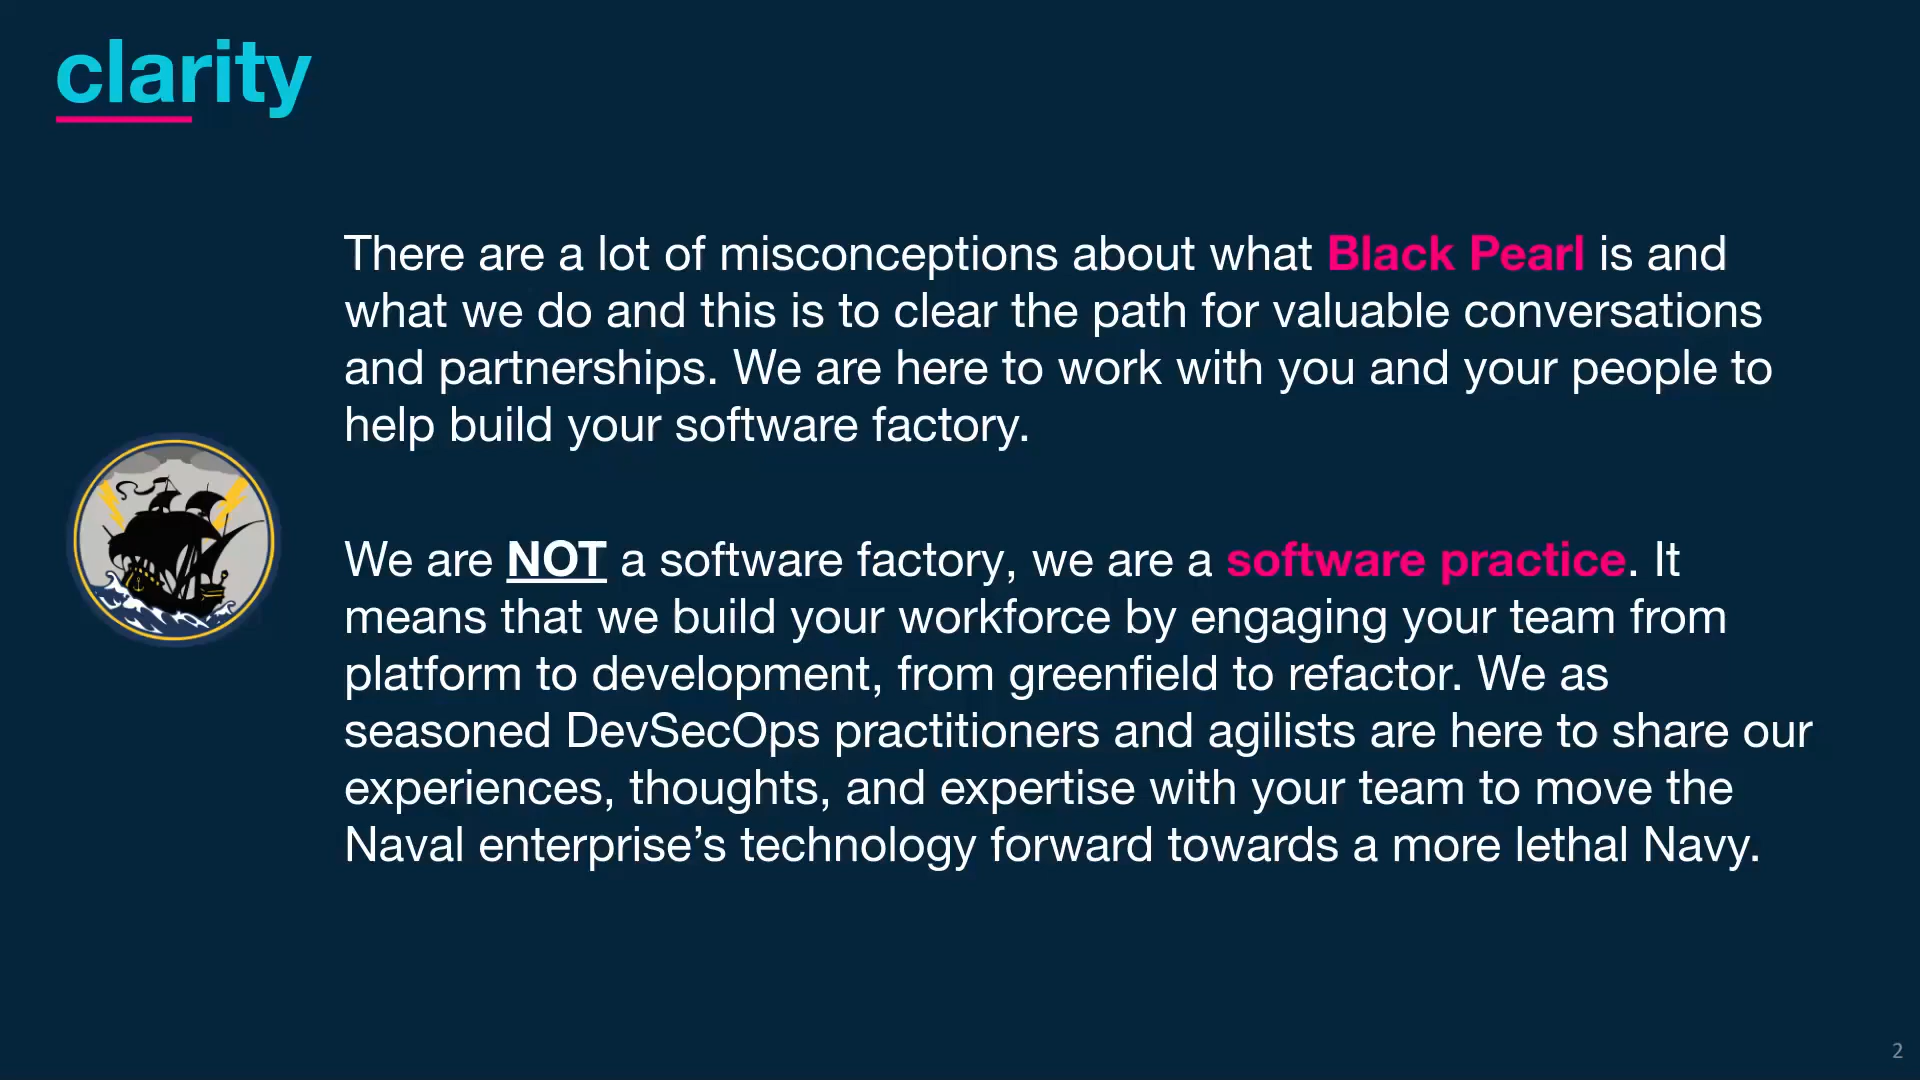 clarity
There are a lot of misconceptions about what Black Pearl is and
what we do and this is to clear the path for valuable conversations
and partnerships. We are here to work with you and your people to
help build your software factory.
We are NOT a software factory, we are a software practice. It
means that we build your workforce by engaging your team from
platform to development, from greenfield to refactor. We as
seasoned DevSecOps practitioners and agilists are here to share our
experiences, thoughts, and expertise with your team to move the
Naval enterprise’s technology forward towards a more lethal Navy.
2